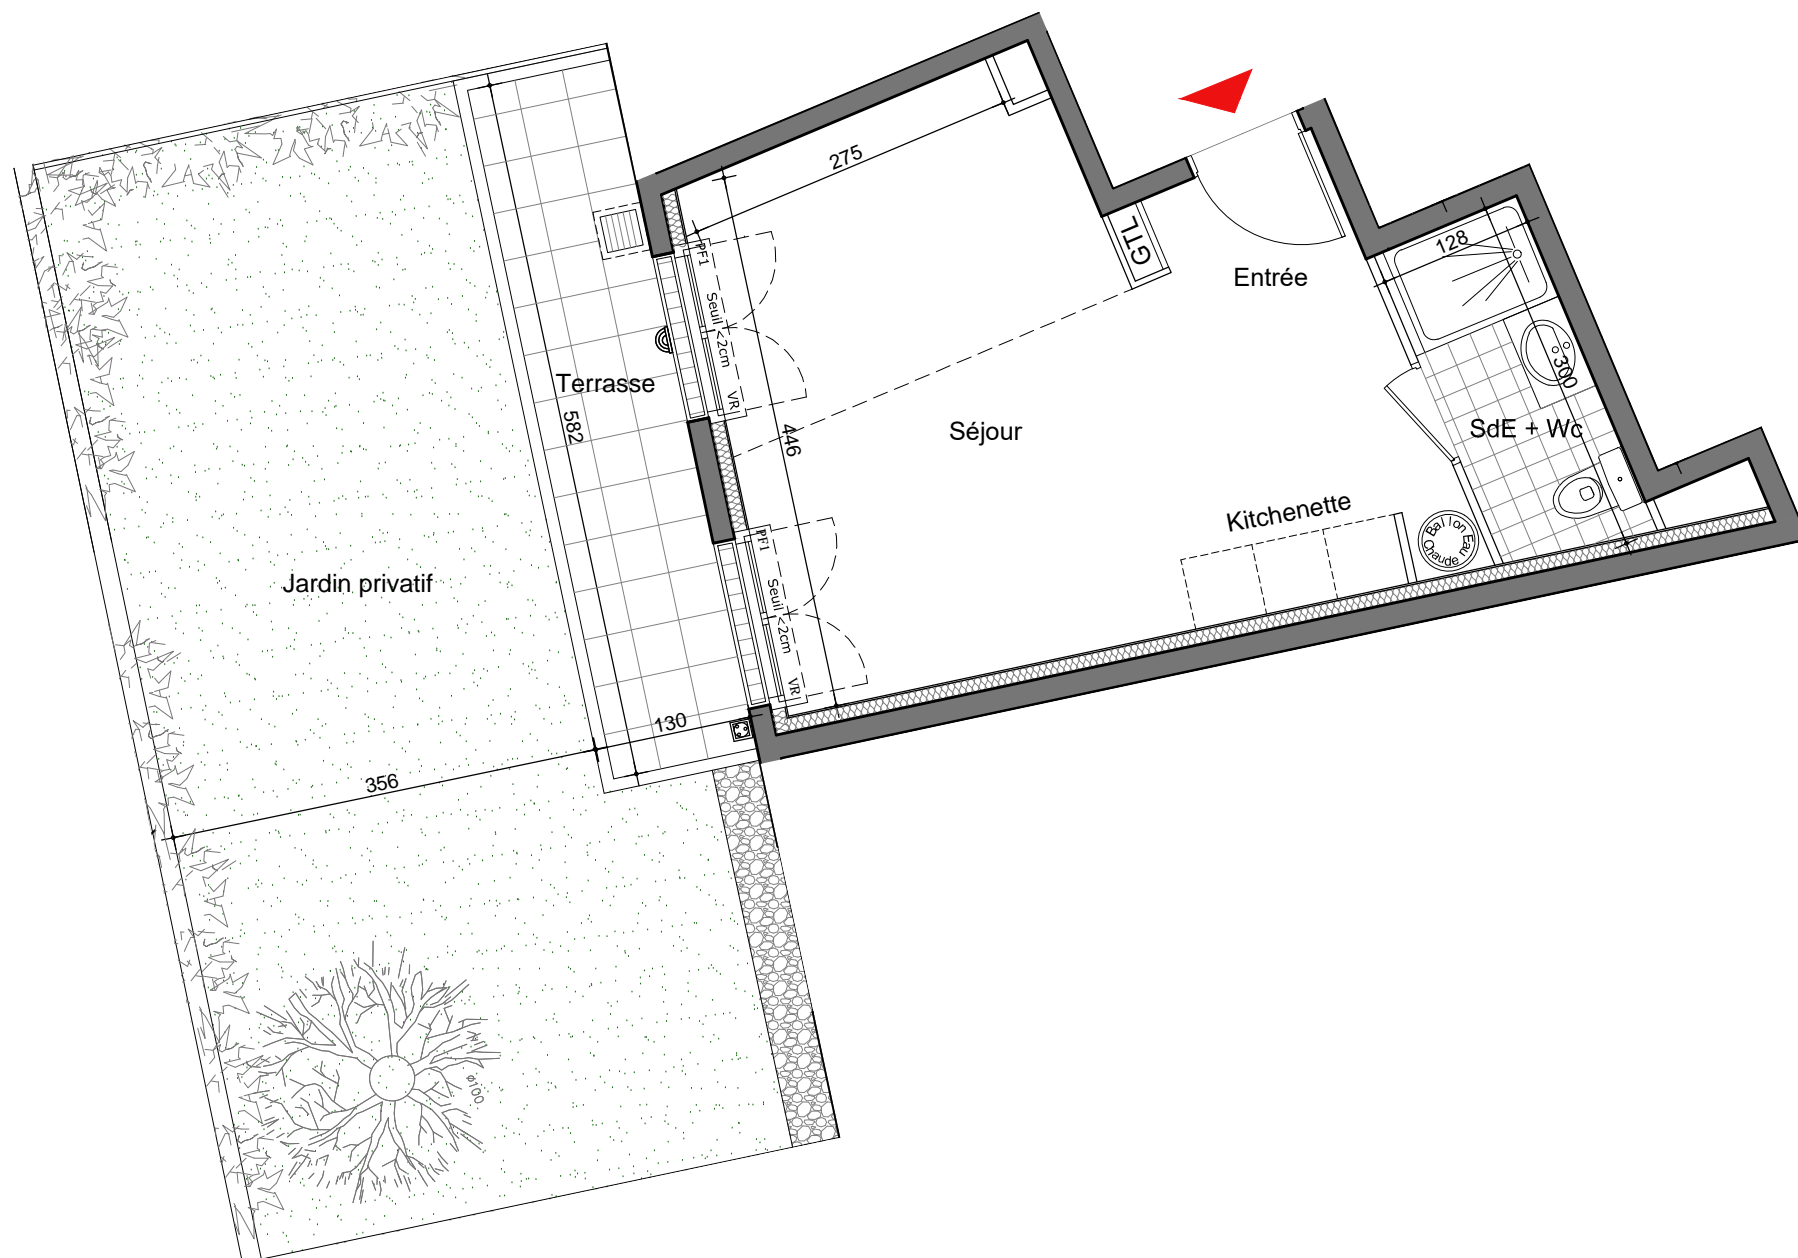 275
GTL
Entrée
128
300
SdE + Wc
PF1
Seuil <2cm
VR
Terrasse
582
446
Séjour
Kitchenette
Ballon
Eau
Chaude
PF1
Seuil <2cm
VR
Jardin privatif
130
356
ø100